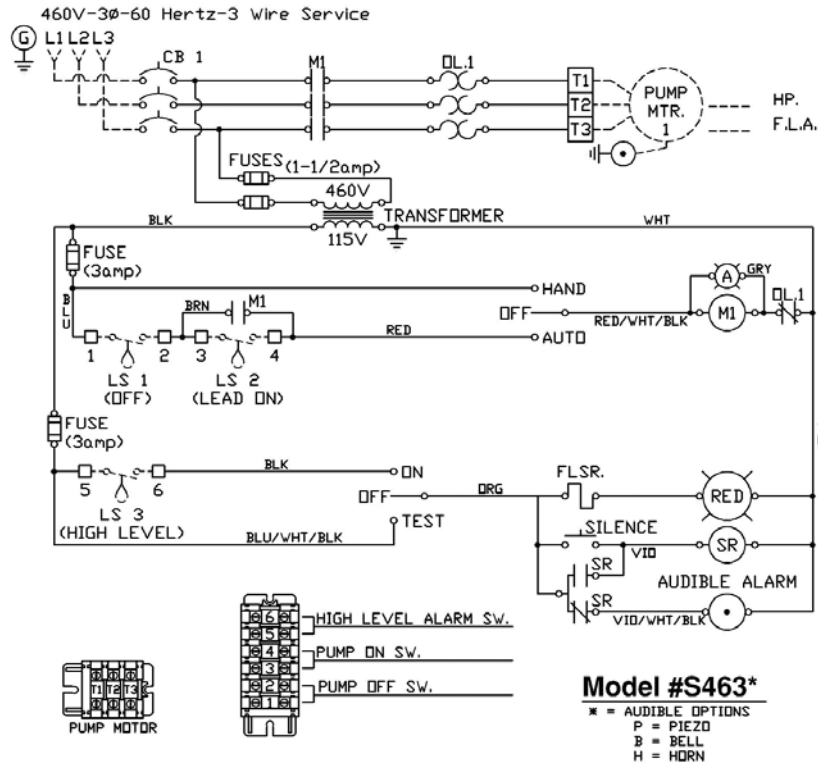 460V-3Ø-60 Hertz-3 Wire Service
G L1 L2 L3
CB 1
M1
OL.1
T1
T2
T3
PUMP
MTR.
1
HP.
F.L.A.
FUSES (1-1/2amp)
460V
TRANSFORMER
115V
BLK
WHT
FUSE
(3amp)
BLU
HAND
OFF
AUTO
A
GRY
M1
OL.1
RED/WHT/BLK
BRN
M1
RED
1 2 3 4
LS 1
(OFF)
LS 2
(LEAD ON)
FUSE
(3amp)
5 6
LS 3
(HIGH LEVEL)
BLK
ON
OFF
TEST
BLU/WHT/BLK
ORG
FLSR.
RED
SILENCE
VIO
SR
SR
AUDIBLE ALARM
SR
VIO/WHT/BLK
6
5
4
3
2
1
HIGH LEVEL ALARM SW.
PUMP ON SW.
PUMP OFF SW.
T1 T2 T3
PUMP MOTOR
Model #S463*
* = AUDIBLE OPTIONS
P = PIEZO
B = BELL
H = HORN